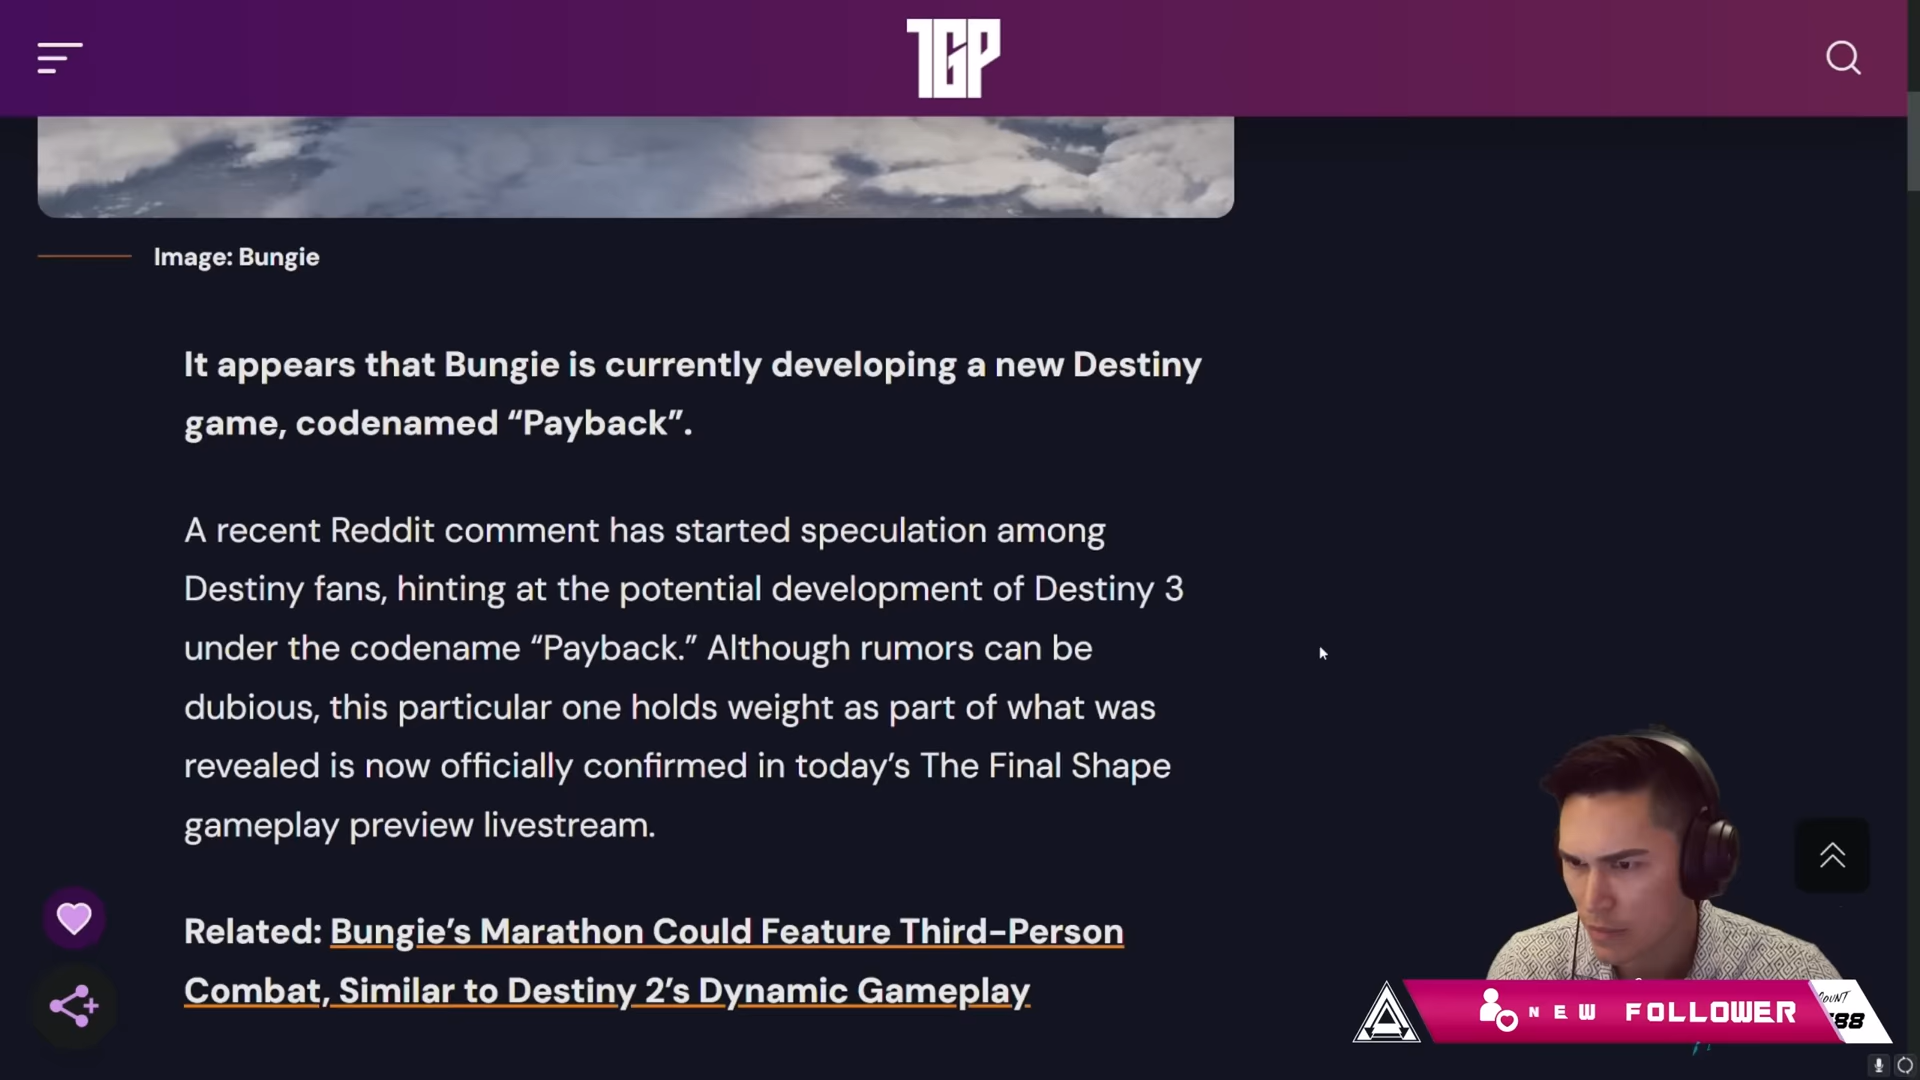 TGP
Image: Bungie
It appears that Bungie is currently developing a new Destiny
game, codenamed “Payback”.
A recent Reddit comment has started speculation among
Destiny fans, hinting at the potential development of Destiny 3
under the codename “Payback.” Although rumors can be
dubious, this particular one holds weight as part of what was
revealed is now officially confirmed in today’s The Final Shape
gameplay preview livestream.
Related: Bungie’s Marathon Could Feature Third-Person
Combat, Similar to Destiny 2’s Dynamic Gameplay
NEW FOLLOWER